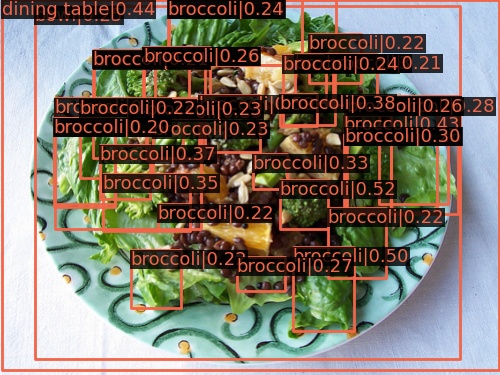 dining table|0.44
broccoli|0.24
broccoli|0.22
broccoli|0.26
broccoli|0.24
0.21
broccoli|0.22
broccoli|0.38
0.26
.28
0.23
broccoli|0.20
0.23
0.43
broccoli|0.30
broccoli|0.37
broccoli|0.33
broccoli|0.35
broccoli|0.52
broccoli|0.22
broccoli|0.22
broccoli|0.50
broccoli|0.27